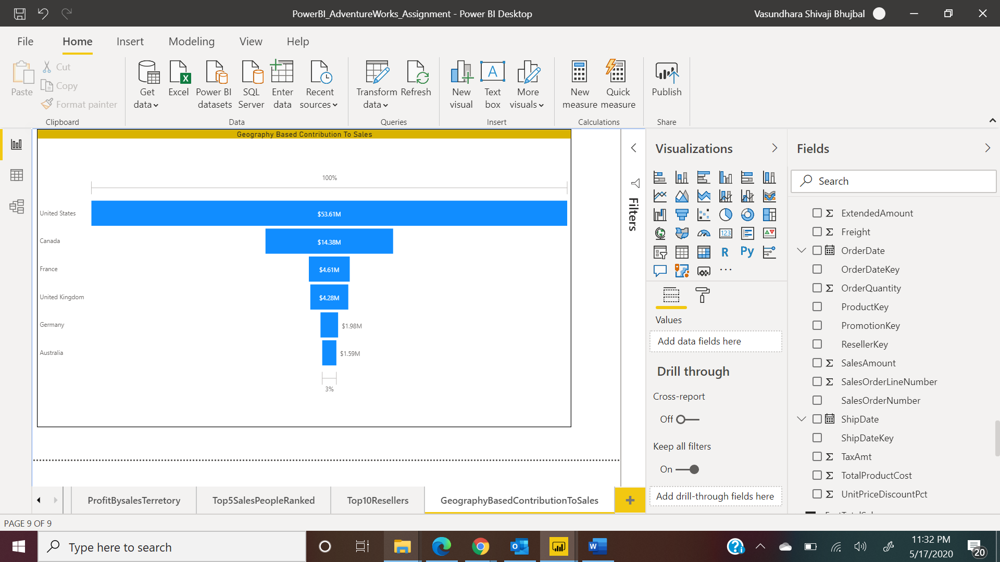 PowerBI_AdventureWorks_Assignment - Power BI Desktop
Vasundhara Shivaji Bhujbal
File Home Insert Modeling View Help
Paste
Cut
Copy
Format painter
Clipboard
Get data
Excel
Power BI datasets
SQL Server
Enter data
Recent sources
Data
Transform data
Refresh
Queries
New visual
Text box
More visuals
Insert
New measure
Quick measure
Calculations
Publish
Share
Geography Based Contribution To Sales
100%
United States $53.61M
Canada $14.38M
France $4.61M
United Kingdom $4.28M
Germany $1.98M
Australia $1.59M
3%
Filters
Visualizations
123
R Py
Values
Add data fields here
Drill through
Cross-report
Off
Keep all filters
On
Add drill-through fields here
Fields
Search
ExtendedAmount
Freight
OrderDate
OrderDateKey
OrderQuantity
ProductKey
PromotionKey
ResellerKey
SalesAmount
SalesOrderLineNumber
SalesOrderNumber
ShipDate
ShipDateKey
TaxAmt
TotalProductCost
UnitPriceDiscountPct
ProfitBysalesTerretory
Top5SalesPeopleRanked
Top10Resellers
GeographyBasedContributionToSales
PAGE 9 OF 9
Type here to search
11:32 PM
5/17/2020
20